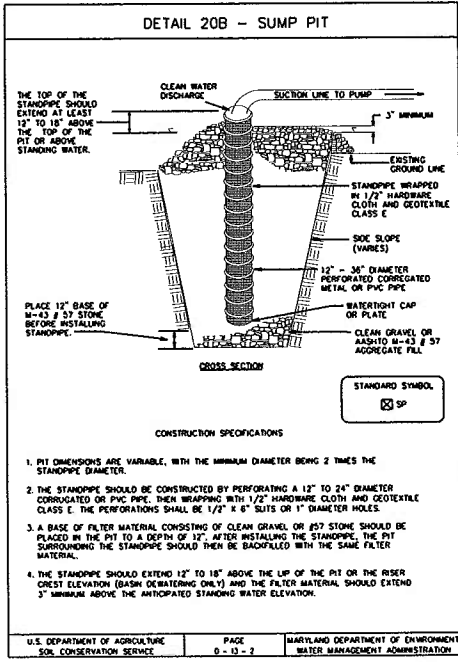 DETAIL 20B - SUMP PIT
THE TOP OF THE
STANDPIPE SHOULD
EXTEND AT LEAST
12" TO 18" ABOVE
THE TOP OF THE
PIT OR ABOVE
STANDING WATER.
CLEAN WATER
DISCHARGE
SUCTION LINE TO PUMP
3" MINIMUM
EXISTING
GROUND LINE
STANDPIPE WRAPPED
IN 1/2" HARDWARE
CLOTH AND GEOTEXTILE
CLASS E
SIDE SLOPE
(VARIES)
12" - 36" DIAMETER
PERFORATED CORREGATED
METAL OR PVC PIPE
WATERTIGHT CAP
OR PLATE
PLACE 12" BASE OF
M-43 # 57 STONE
BEFORE INSTALLING
STANDPIPE.
CLEAN GRAVEL OR
AASHTO M-43 # 57
AGGREGATE FILL
CROSS SECTION
STANDARD SYMBOL
SP
CONSTRUCTION SPECIFICATIONS
1. PIT DIMENSIONS ARE VARIABLE, WITH THE MINIMUM DIAMETER BEING 2 TIMES THE
STANDPIPE DIAMETER.
2. THE STANDPIPE SHOULD BE CONSTRUCTED BY PERFORATING A 12" TO 24" DIAMETER
CORRUGATED OR PVC PIPE. THEN WRAPPING WITH 1/2" HARDWARE CLOTH AND GEOTEXTILE
CLASS E. THE PERFORATIONS SHALL BE 1/2" X 6" SLITS OR 1" DIAMETER HOLES.
3. A BASE OF FILTER MATERIAL CONSISTING OF CLEAN GRAVEL OR #57 STONE SHOULD BE
PLACED IN THE PIT TO A DEPTH OF 12". AFTER INSTALLING THE STANDPIPE, THE PIT
SURROUNDING THE STANDPIPE SHOULD THEN BE BACKFILLED WITH THE SAME FILTER
MATERIAL.
4. THE STANDPIPE SHOULD EXTEND 12" TO 18" ABOVE THE LIP OF THE PIT OR THE RISER
CREST ELEVATION (BASIN DEWATERING ONLY) AND THE FILTER MATERIAL SHOULD EXTEND
3" MINIMUM ABOVE THE ANTICIPATED STANDING WATER ELEVATION.
U.S. DEPARTMENT OF AGRICULTURE
SOIL CONSERVATION SERVICE
PAGE
D - 13 - 2
MARYLAND DEPARTMENT OF ENVIRONMENT
WATER MANAGEMENT ADMINISTRATION